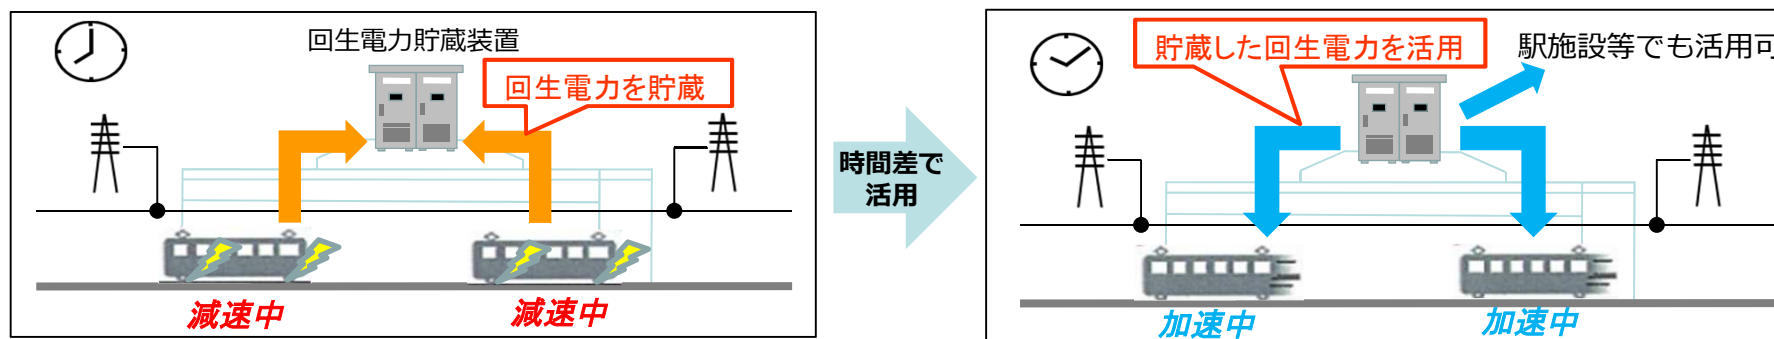 回生電力貯蔵装置
回生電力を貯蔵
減速中
減速中
時間差で
活用
貯蔵した回生電力を活用
駅施設等でも活用可
加速中
加速中